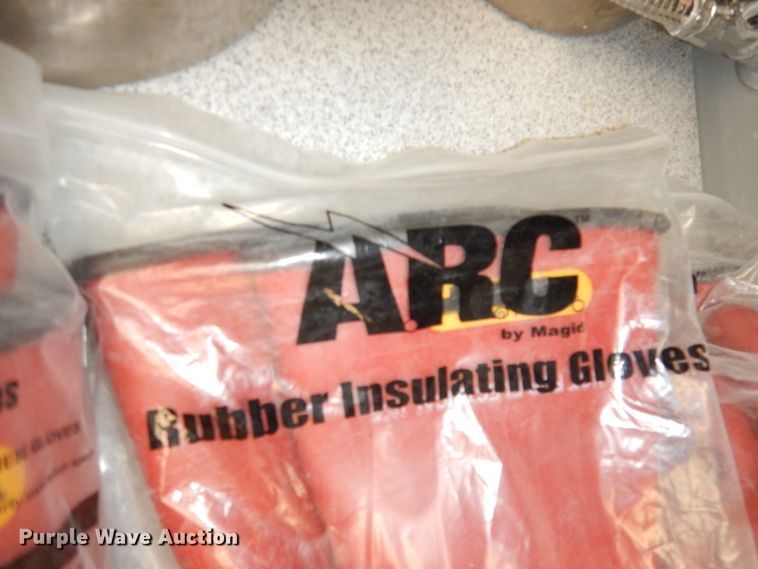 ARC
by Magid
Rubber Insulating Gloves
Purple Wave Auction